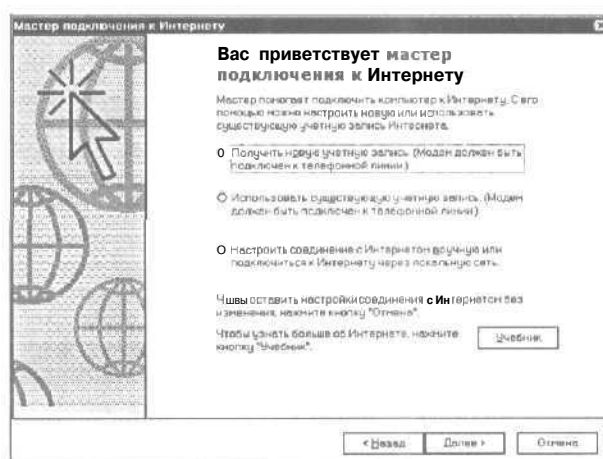 Мастер подключения к Интернету
Вас приветствует мастер
подключения к Интернету
Мастер помогает подключить компьютер к Интернету. С его
помощью можно настроить новую или использовать
существующую учетную запись Интернета.
О Получить новую учетную запись. (Модем должен быть
подключен к телефонной линии.)
О Использовать существующую учетную запись. (Модем
должен быть подключен к телефонной линии.)
О Настроить соединение с Интернетом вручную или
подключиться к Интернету через локальную сеть.
оставить настройки соединения с Интернетом без
изменения, нажмите кнопку "Отмена".
Чтобы узнать больше об Интернете, нажмите
кнопку "Учебник".
Учебник
< Назад
Далее >
Отмена